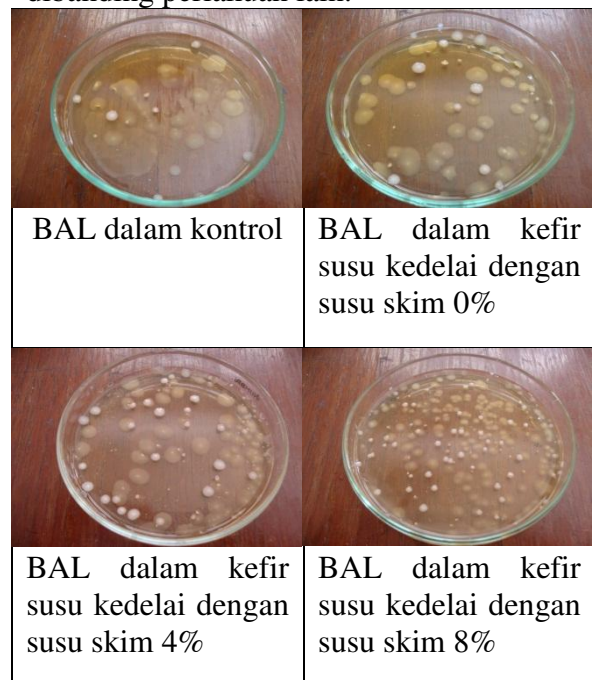 BAL dalam kontrol
BAL dalam kefir
susu kedelai dengan
susu skim 0%
BAL dalam kefir
susu kedelai dengan
susu skim 4%
BAL dalam kefir
susu kedelai dengan
susu skim 8%